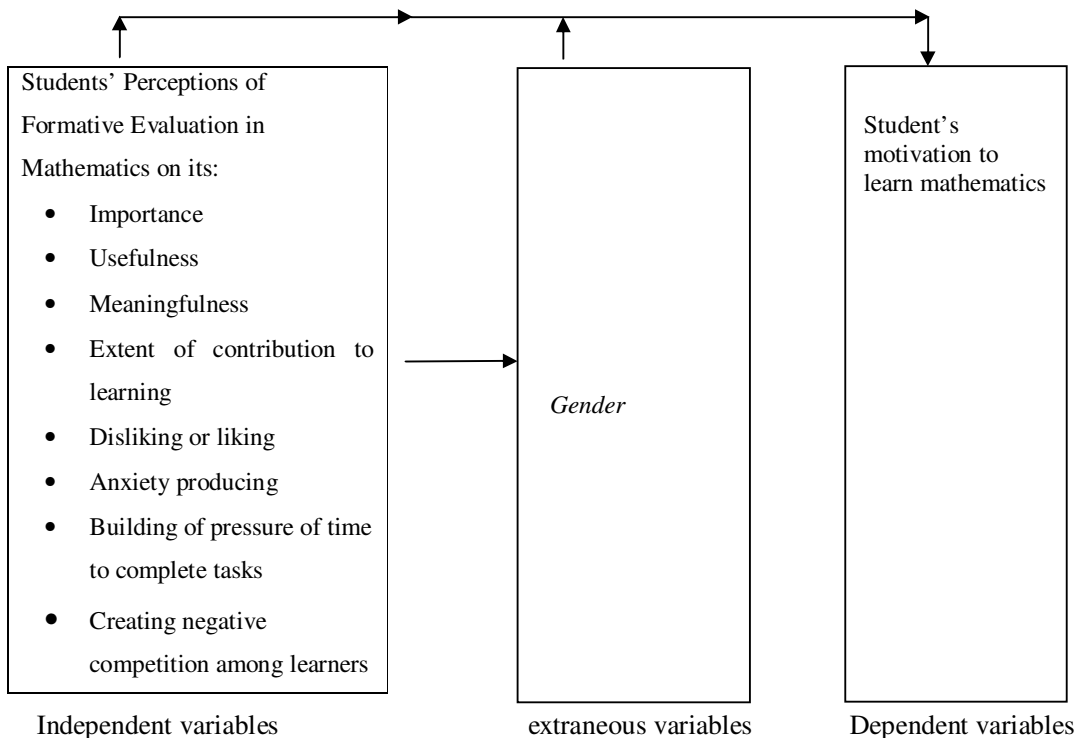 Students’ Perceptions of
Formative Evaluation in
Mathematics on its:
• Importance
• Usefulness
• Meaningfulness
• Extent of contribution to
learning
• Disliking or liking
• Anxiety producing
• Building of pressure of time
to complete tasks
• Creating negative
competition among learners
Gender
Student’s
motivation to
learn mathematics
Independent variables
extraneous variables
Dependent variables